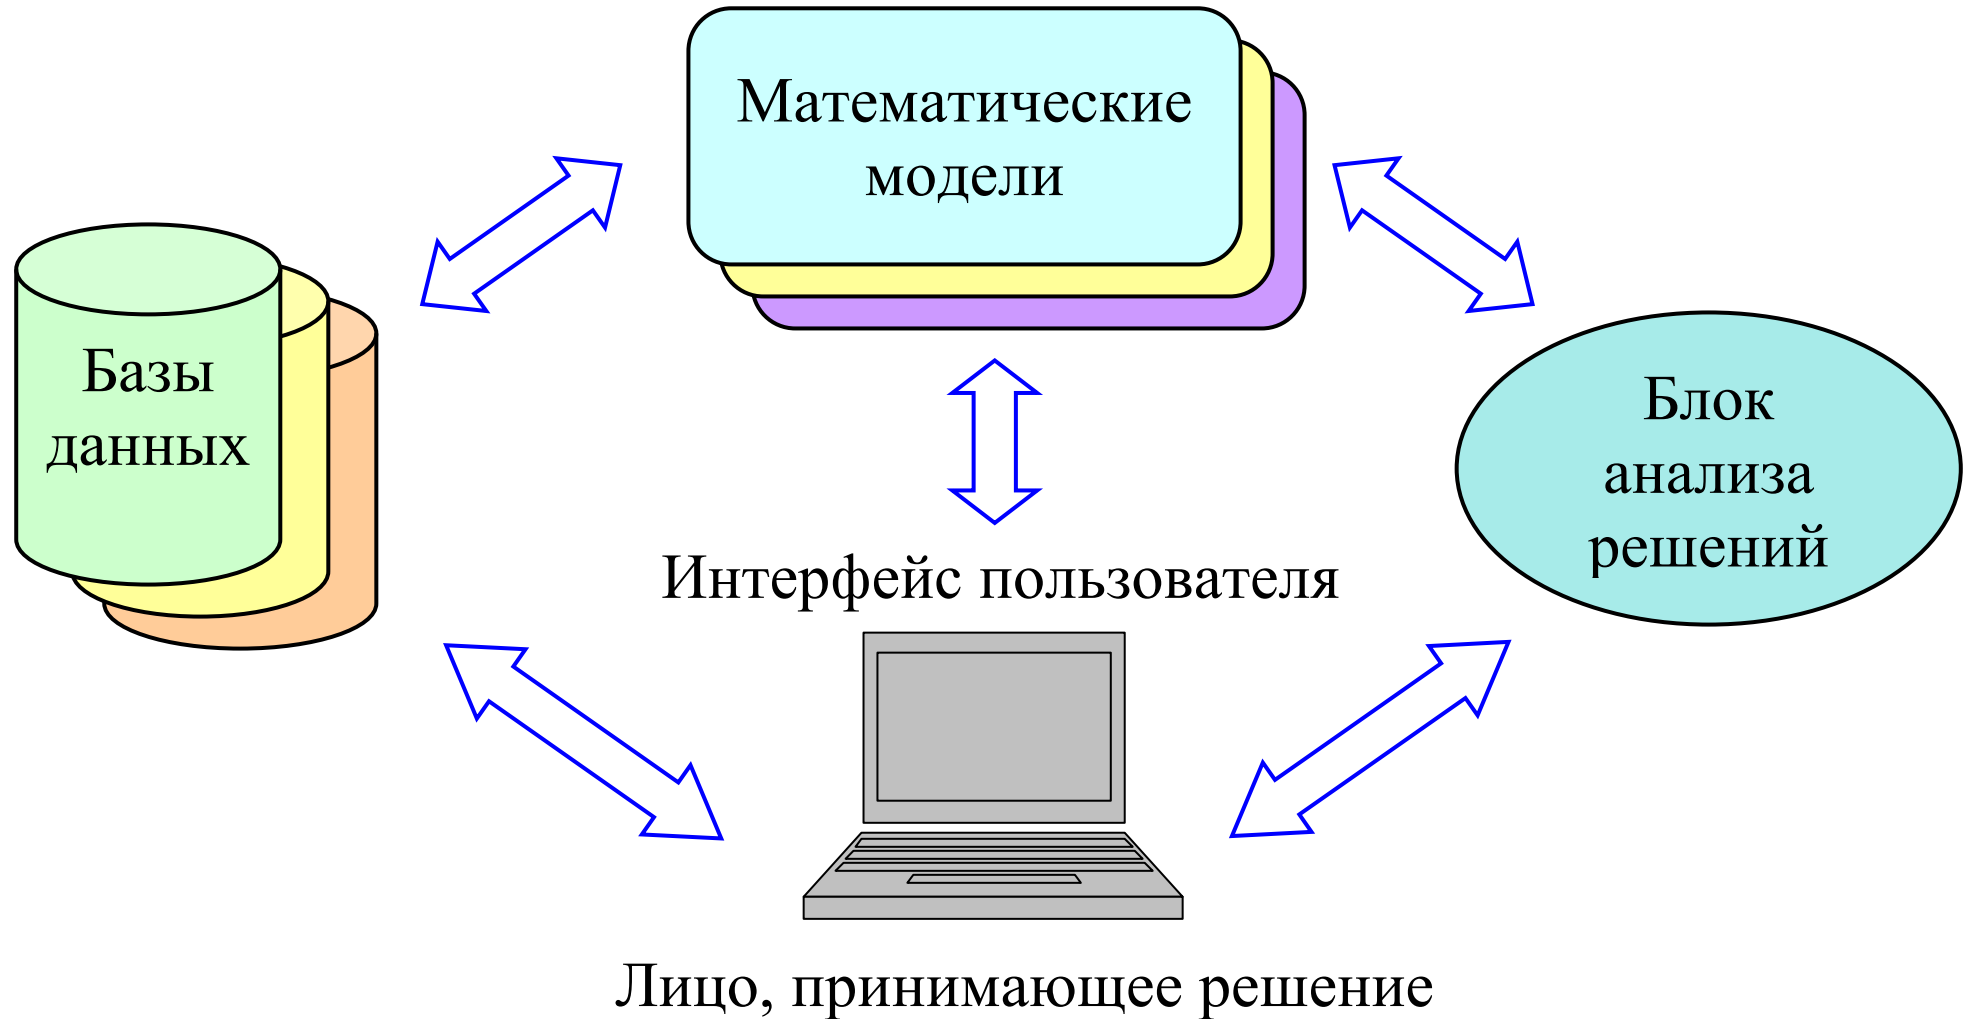 Математические
модели
Базы
данных
Блок
анализа
решений
Интерфейс пользователя
Лицо, принимающее решение